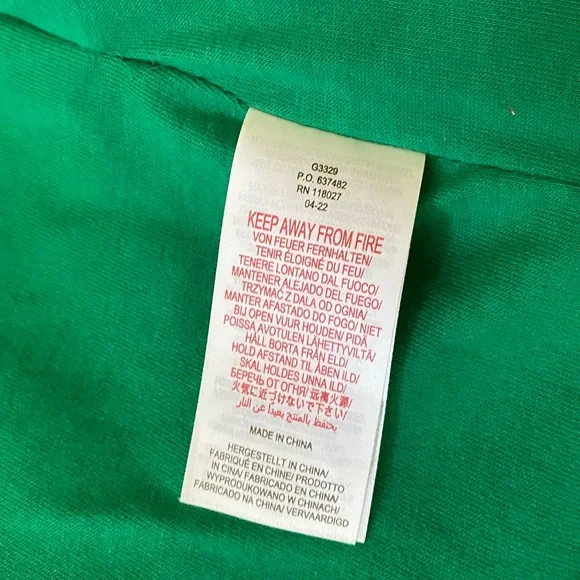 G3329
P.O. 637482
RN 118027
04-22
KEEP AWAY FROM FIRE
VON FEUER FERNHALTEN/
TENIR ÉLOIGNÉ DU FEU/
TENERE LONTANO DAL FUOCO/
MANTENER ALEJADO DEL FUEGO/
TRZYMAĆ Z DALA OD OGNIA/
MANTER AFASTADO DO FOGO/ NIET
BIJ OPEN VUUR HOUDEN/ PIDÄ
POISSA AVOTULEN LÄHETTYVILTÄ/
HÅLL BORTA FRÅN ELD/
HOLD AFSTAND TIL ÅBEN ILD/
SKAL HOLDES UNNA ILD/
БЕРЕЧЬ ОТ ОГНЯ/ 远离火源/
火気に近づけないで下さい/
يحتفظ بالمنتج بعيدًا عن النار
MADE IN CHINA
HERGESTELLT IN CHINA/
FABRIQUÉ EN CHINE/ PRODOTTO
IN CINA/ FABRICADO EN CHINA/
WYPRODUKOWANO W CHINACH/
FABRICADO NA CHINA/ VERVAARDIGD